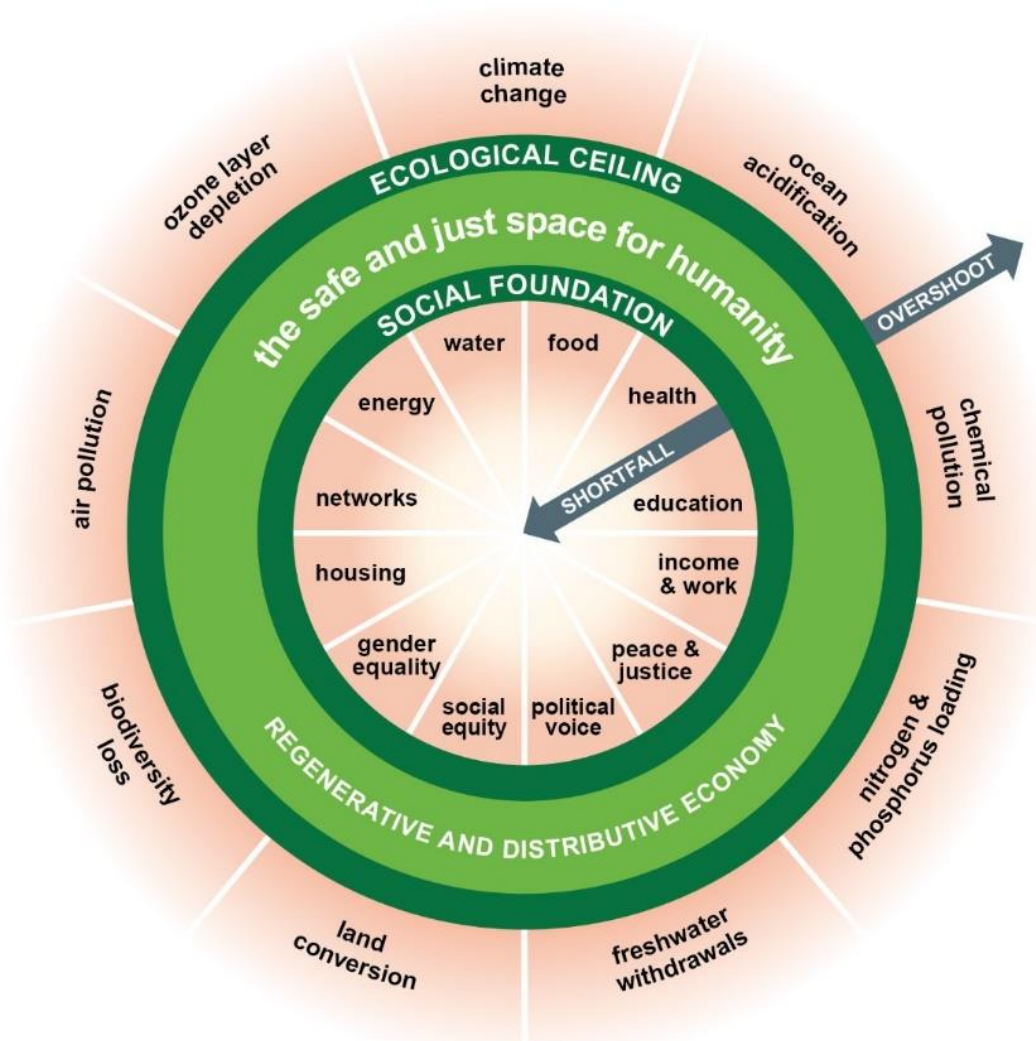 climate
change
ozone layer
depletion
ocean
acidification
ECOLOGICAL CEILING
the safe and just space for humanity
OVERSHOOT
SOCIAL FOUNDATION
water
food
energy
health
SHORTFALL
air pollution
chemical
pollution
networks
education
housing
income
& work
gender
equality
peace &
justice
social
equity
political
voice
biodiversity
loss
nitrogen &
phosphorus loading
REGENERATIVE AND DISTRIBUTIVE ECONOMY
land
conversion
freshwater
withdrawals